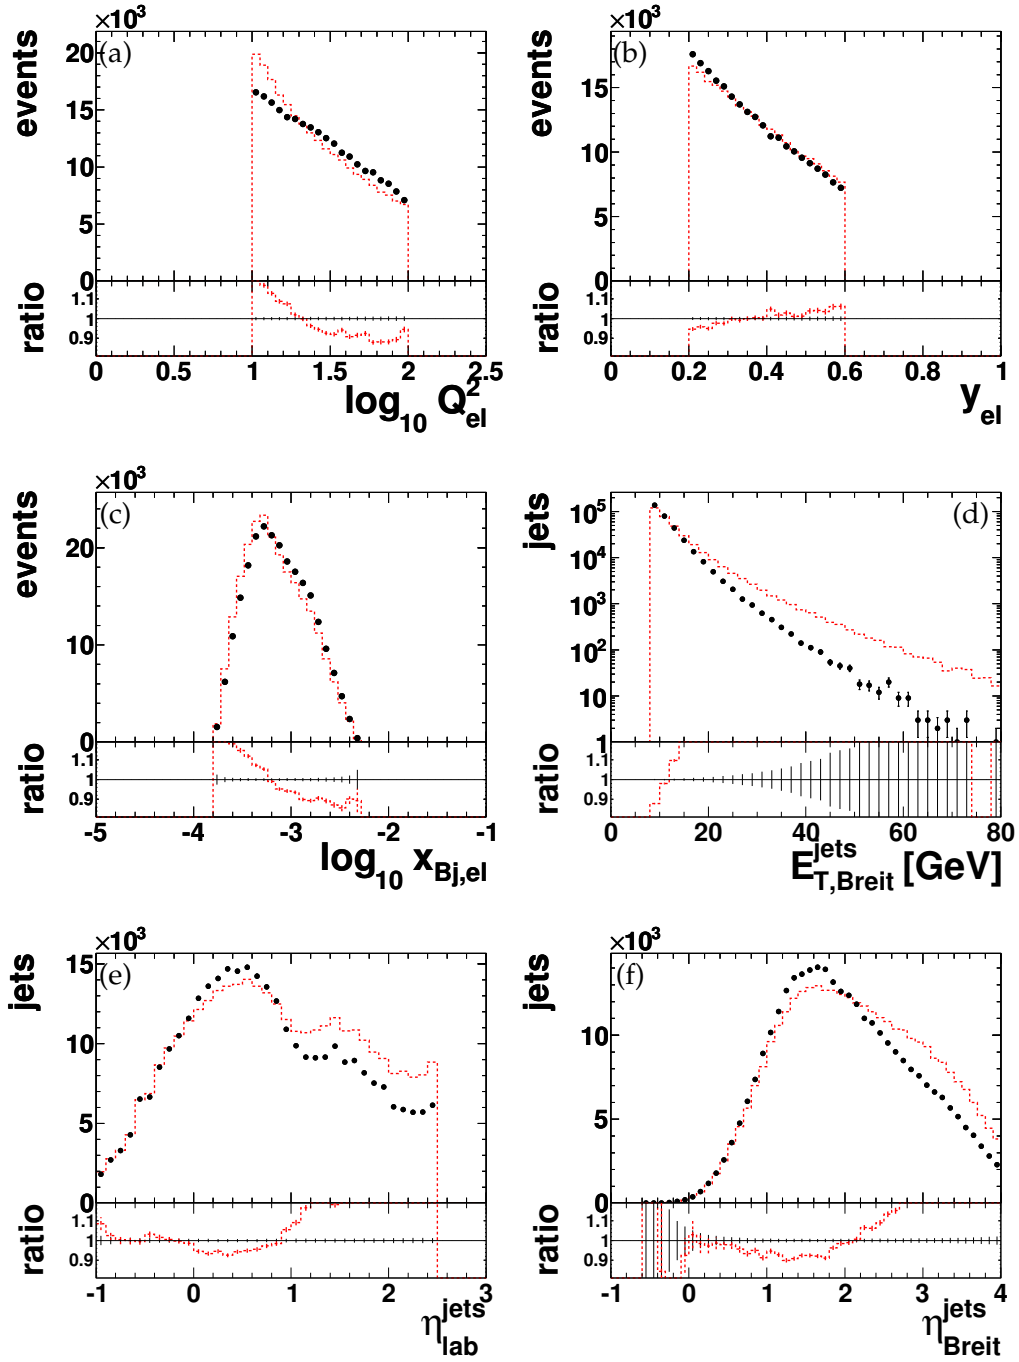 ×10³ ×10³
events 20 (a) events (b)
15 15
10 10
5 5
0 0
ratio 1.1 ratio 1.1
1 1
0.9 0.9
0 0.5 1 1.5 2 2.5 0 0.2 0.4 0.6 0.8 1
log₁₀ Q²el yel
×10³
events (c) jets 10⁵ (d)
20 10⁴
10³
10 10²
10
0 1
ratio 1.1 ratio 1.1
1 1
0.9 0.9
-5 -4 -3 -2 -1 0 20 40 60 80
log₁₀ xBj,el E jets T,Breit [GeV]
×10³ ×10³
jets 15 (e) jets (f)
10 10
5 5
0 0
ratio 1.1 ratio 1.1
1 1
0.9 0.9
-1 0 1 2 3 -1 0 1 2 3 4
η jets lab η jets Breit